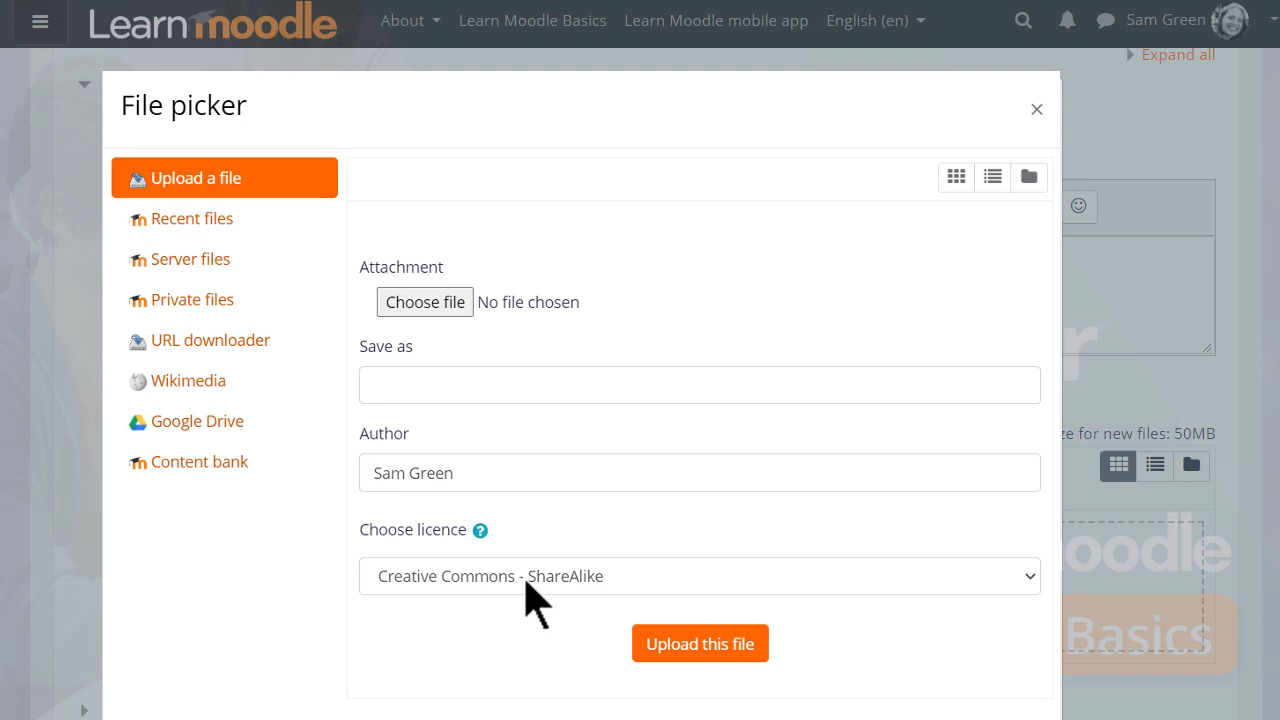 Learn moodle About Learn Moodle Basics Learn Moodle mobile app English (en) Sam Green
Expand all
File picker
×
Upload a file
Recent files
Server files
Private files
URL downloader
Wikimedia
Google Drive
Content bank
Attachment
Choose file No file chosen
Save as
Author
Sam Green
Choose licence ?
Creative Commons - ShareAlike
Upload this file
for new files: 50MB
oodle
Basics